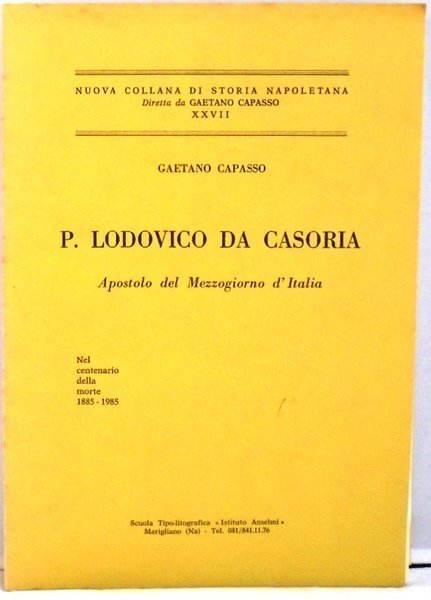 NUOVA COLLANA DI STORIA NAPOLETANA
Diretta da GAETANO CAPASSO
XXVII
GAETANO CAPASSO
P. LODOVICO DA CASORIA
Apostolo del Mezzogiorno d'Italia
Nel
centenario
della
morte
1885 - 1985
Scuola Tipo-litografica « Istituto Anselmi »
Marigliano (Na) - Tel. 081/841.11.76